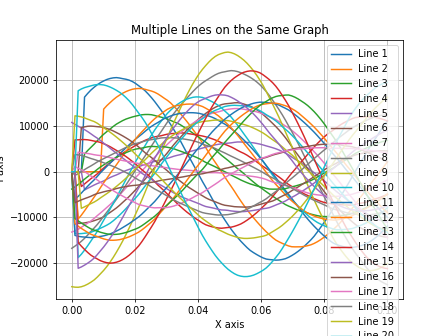 Multiple Lines on the Same Graph
20000
10000
0
−10000
−20000
0.00
0.02
0.04
0.06
0.08
X axis
Line 1
Line 2
Line 3
Line 4
Line 5
Line 6
Line 7
Line 8
Line 9
Line 10
Line 11
Line 12
Line 13
Line 14
Line 15
Line 16
Line 17
Line 18
Line 19